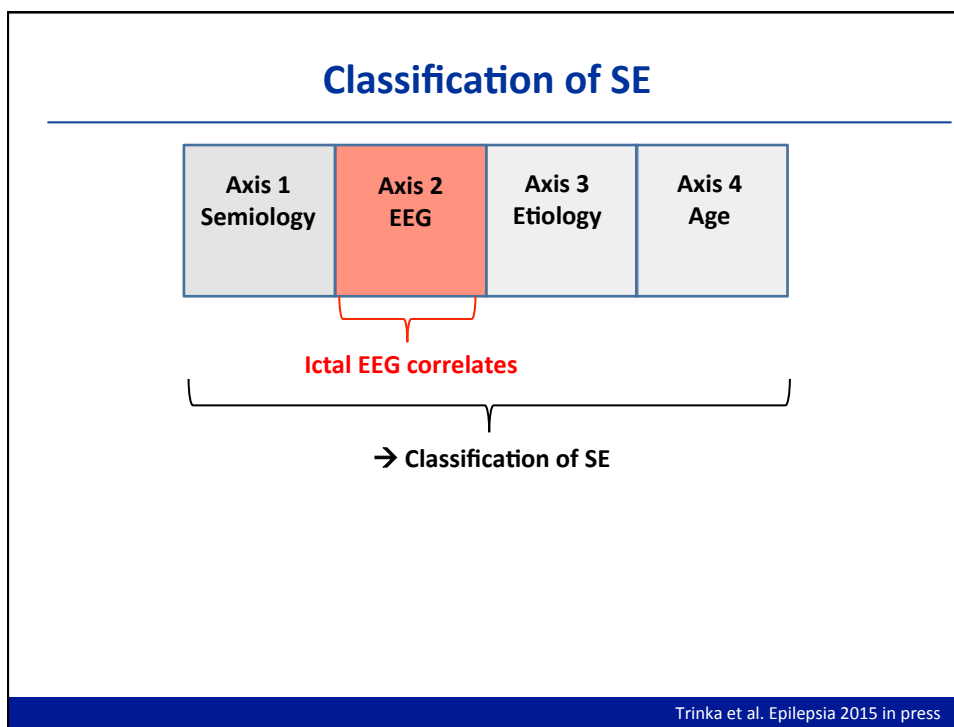 Classification of SE
Axis 1
Semiology
Axis 2
EEG
Axis 3
Etiology
Axis 4
Age
Ictal EEG correlates
→ Classification of SE
Trinka et al. Epilepsia 2015 in press